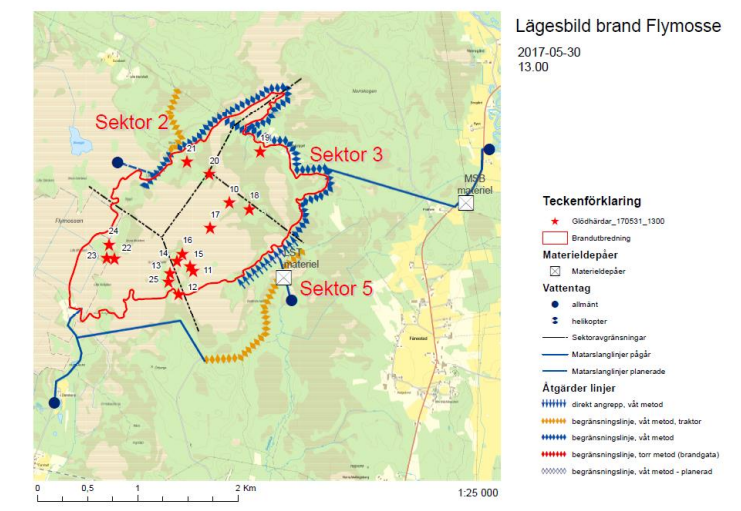 Lägesbild brand Flymosse
2017-05-30
13.00
Sektor 2
Sektor 3
Sektor 5
MSB
materiel
materiel
Flymossen
21
20
19
10
18
17
24
23
22
16
14
15
13
11
25
12
0
0,5
1
2 Km
1:25 000
Teckenförklaring
Glödhärdar_170531_1300
Brandutbredning
Materieldepåer
Materieldepåer
Vattentag
allmänt
helikopter
Sektoravgränsningar
Matarslanglinjer pågår
Matarslanglinjer planerade
Åtgärder linjer
direkt angrepp, våt metod
begränsningslinje, våt metod, traktor
begränsningslinje, våt metod
begränsningslinje, torr metod (brandgata)
begränsningslinje, våt metod - planerad